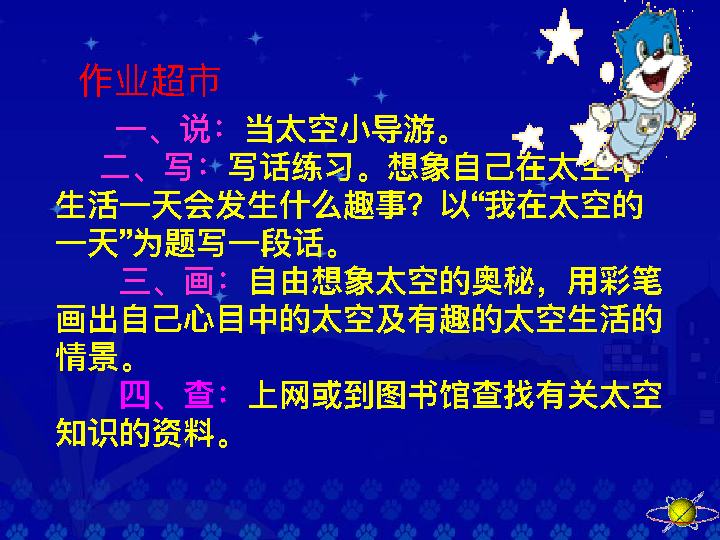 作业超市
一、说：当太空小导游。
二、写：写话练习。想象自己在太空中
生活一天会发生什么趣事？以“我在太空的
一天”为题写一段话。
三、画：自由想象太空的奥秘，用彩笔
画出自己心目中的太空及有趣的太空生活的
情景。
四、查：上网或到图书馆查找有关太空
知识的资料。